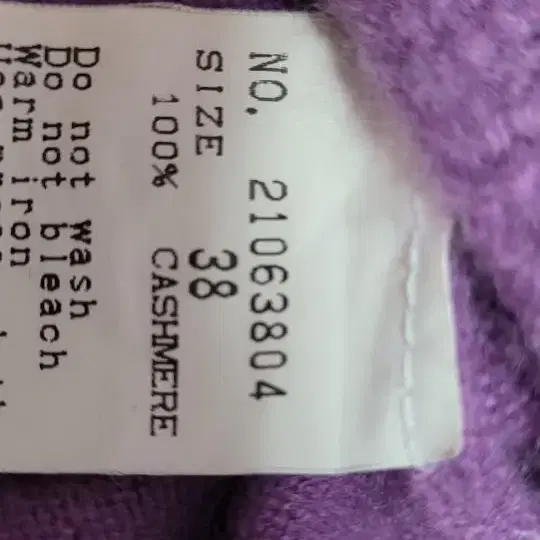 NO. 21063804
SIZE 38
100% CASHMERE
Do not wash
Do not bleach
Warm iron